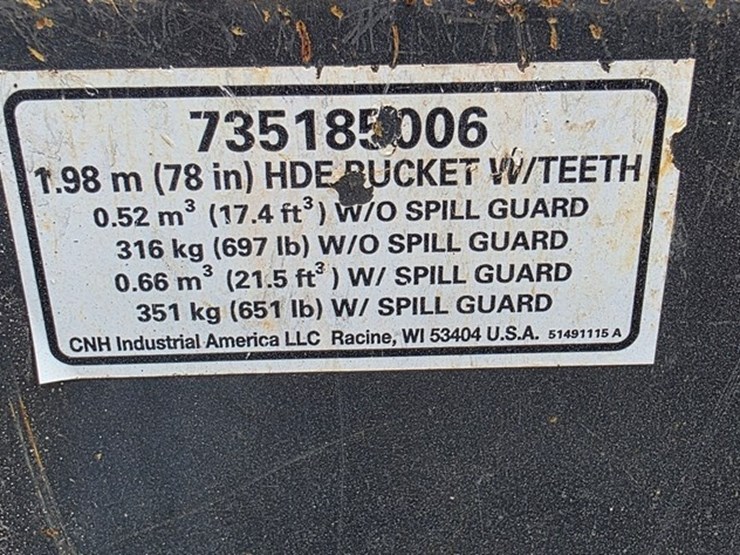 735185006
1.98 m (78 in) HDE BUCKET W/TEETH
0.52 m³ (17.4 ft³) W/O SPILL GUARD
316 kg (697 lb) W/O SPILL GUARD
0.66 m³ (21.5 ft³) W/ SPILL GUARD
351 kg (651 lb) W/ SPILL GUARD
CNH Industrial America LLC Racine, WI 53404 U.S.A. 51491115 A